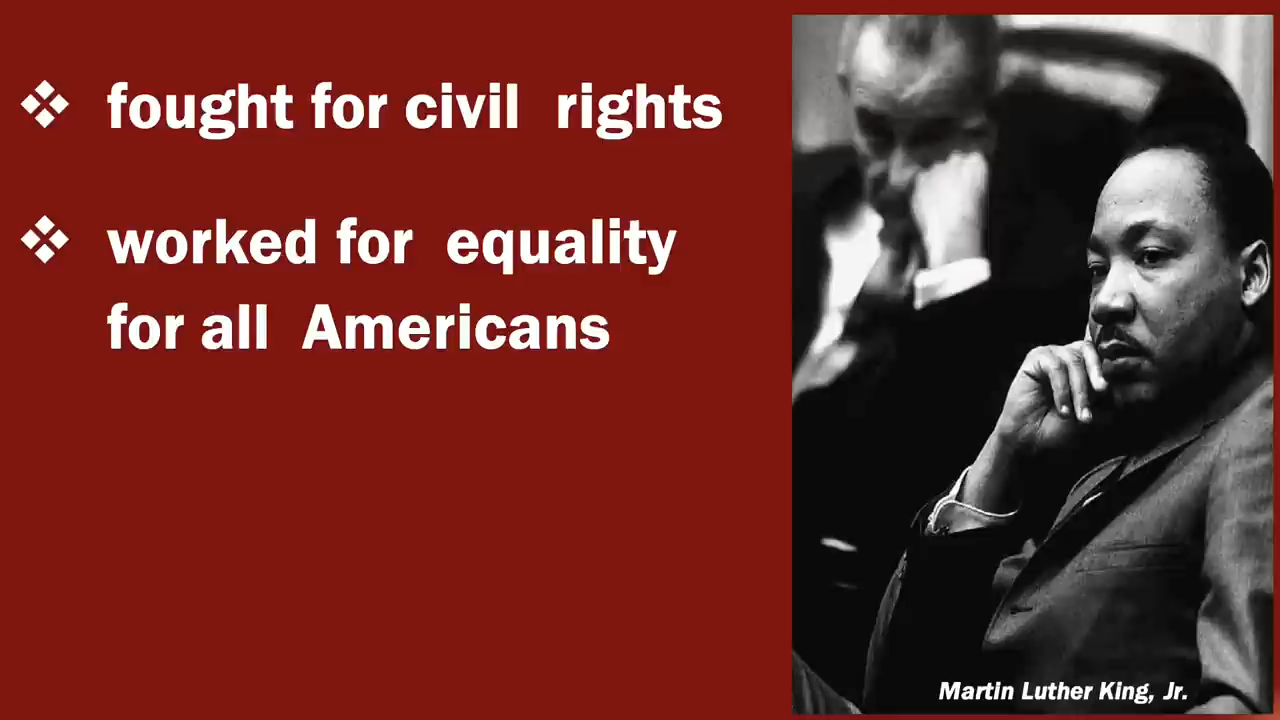 fought for civil rights
worked for equality
for all Americans
Martin Luther King, Jr.